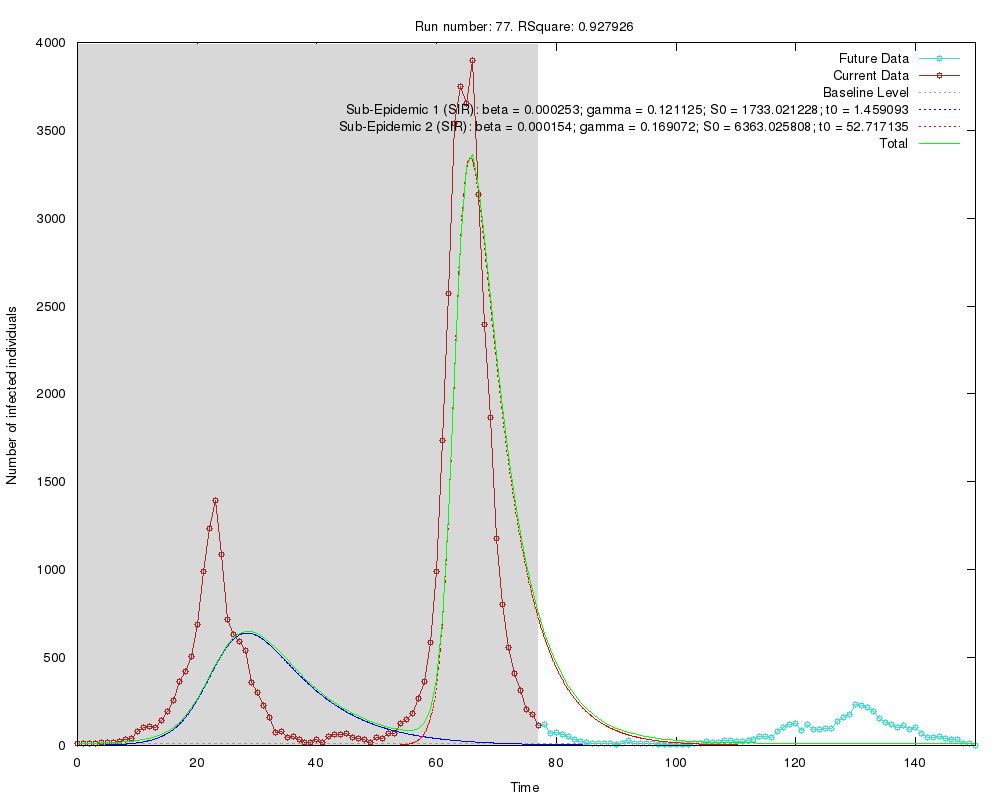 Run number: 77. RSquare: 0.927926
Future Data
Current Data
Baseline Level
Sub-Epidemic 1 (SIR): beta = 0.000253; gamma = 0.121125; S0 = 1733.021228; t0 = 1.459093
Sub-Epidemic 2 (SIR): beta = 0.000154; gamma = 0.169072; S0 = 6363.025808; t0 = 52.717135
Total
4000
3500
3000
2500
2000
1500
1000
500
0
Number of infected individuals
0 20 40 60 80 100 120 140
Time